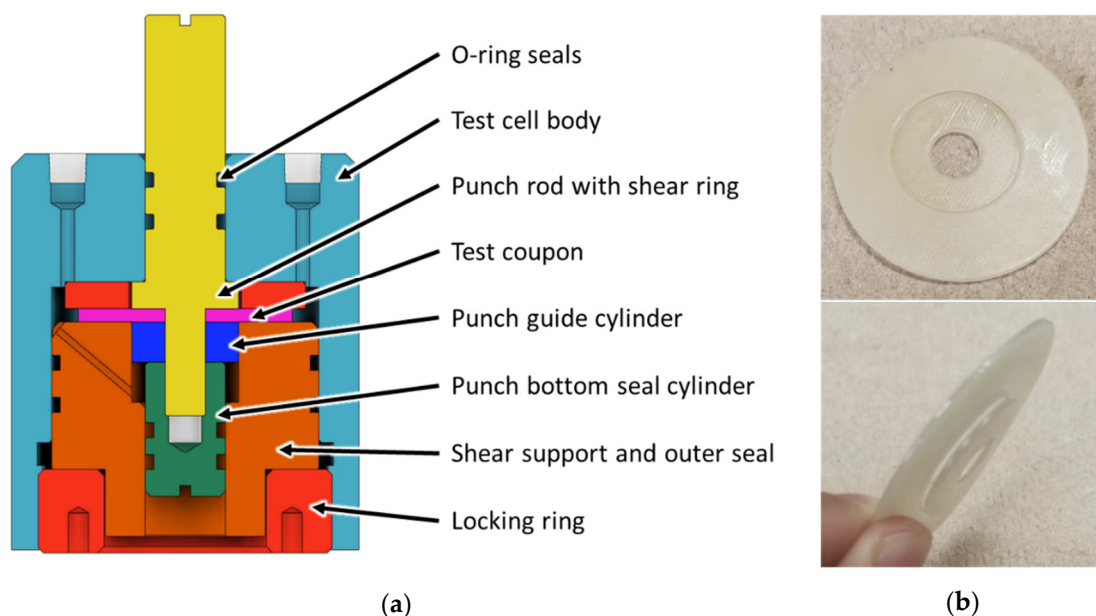 O-ring seals
Test cell body
Punch rod with shear ring
Test coupon
Punch guide cylinder
Punch bottom seal cylinder
Shear support and outer seal
Locking ring
(a)
(b)